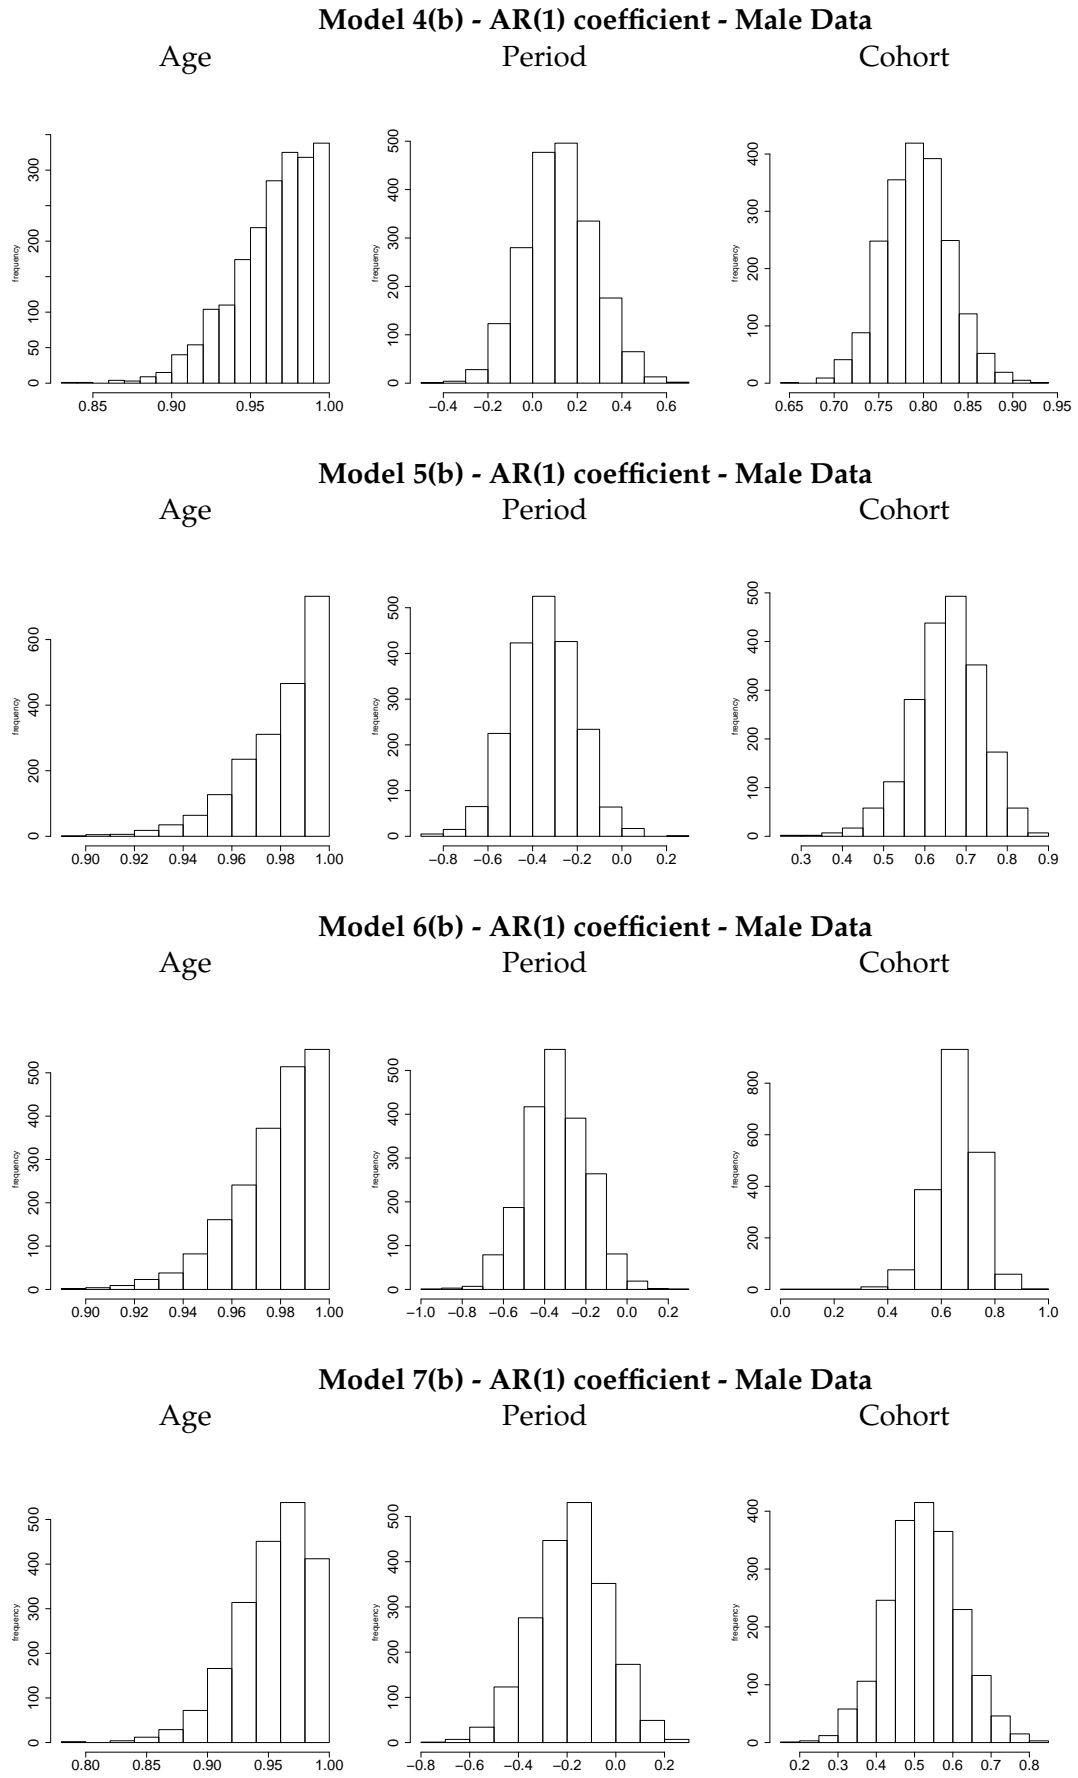 Model 4(b) - AR(1) coefficient - Male Data
Age Period Cohort
frequency
0 50 100 200 300
0.85 0.90 0.95 1.00
frequency
0 100 200 300 400 500
−0.4 −0.2 0.0 0.2 0.4 0.6
frequency
0 100 200 300 400
0.65 0.70 0.75 0.80 0.85 0.90 0.95
Model 5(b) - AR(1) coefficient - Male Data
Age Period Cohort
frequency
0 200 400 600
0.90 0.92 0.94 0.96 0.98 1.00
frequency
0 100 200 300 400 500
−0.8 −0.6 −0.4 −0.2 0.0 0.2
frequency
0 100 200 300 400 500
0.3 0.4 0.5 0.6 0.7 0.8 0.9
Model 6(b) - AR(1) coefficient - Male Data
Age Period Cohort
frequency
0 100 200 300 400 500
0.90 0.92 0.94 0.96 0.98 1.00
frequency
0 100 200 300 400 500
−1.0 −0.8 −0.6 −0.4 −0.2 0.0 0.2
frequency
0 200 400 600 800
0.0 0.2 0.4 0.6 0.8 1.0
Model 7(b) - AR(1) coefficient - Male Data
Age Period Cohort
frequency
0 100 200 300 400 500
0.80 0.85 0.90 0.95 1.00
frequency
0 100 200 300 400 500
−0.8 −0.6 −0.4 −0.2 0.0 0.2
frequency
0 100 200 300 400
0.2 0.3 0.4 0.5 0.6 0.7 0.8